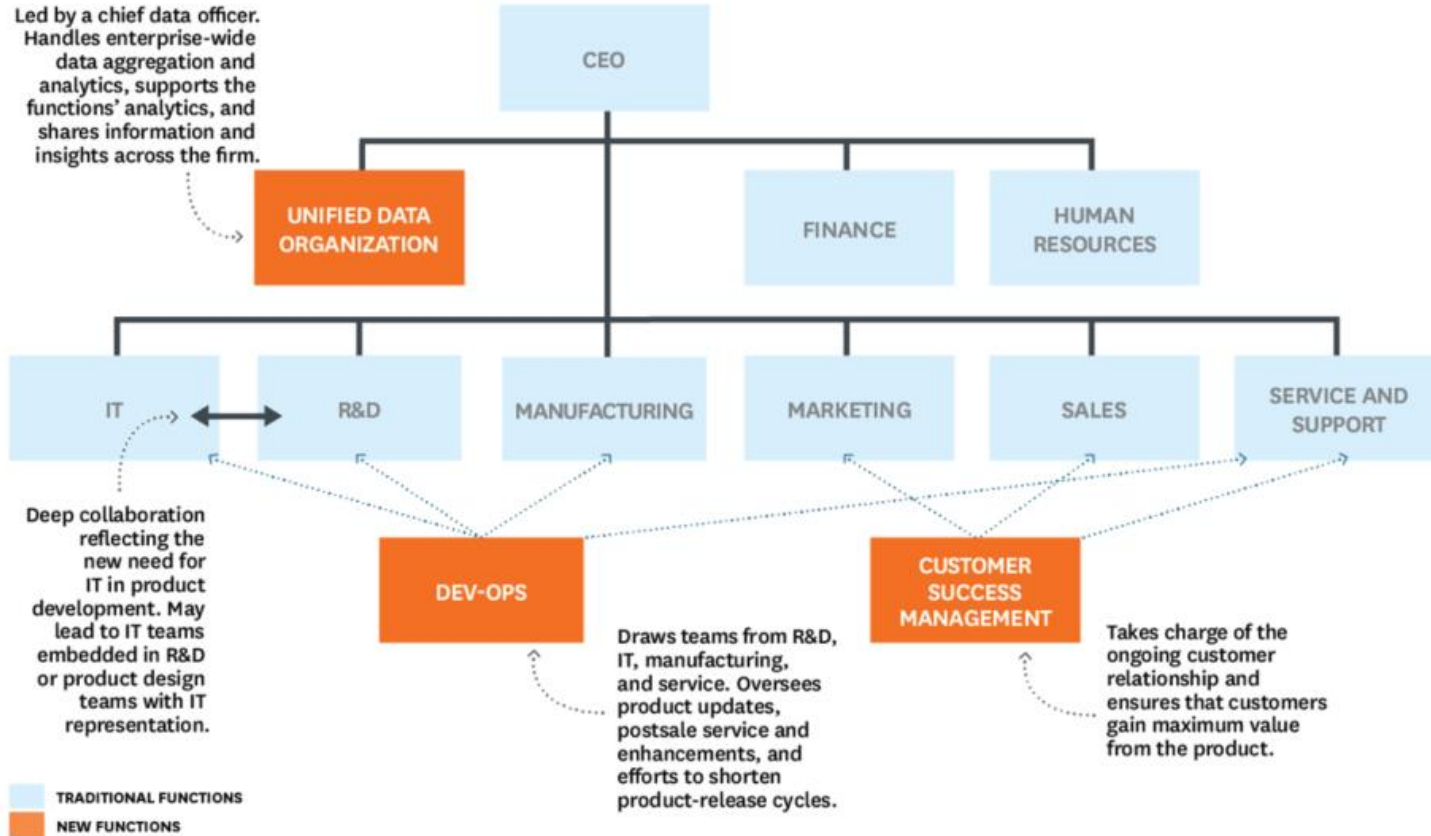 Led by a chief data officer.
Handles enterprise-wide
data aggregation and
analytics, supports the
functions’ analytics, and
shares information and
insights across the firm.
CEO
UNIFIED DATA
ORGANIZATION
FINANCE
HUMAN
RESOURCES
IT
R&D
MANUFACTURING
MARKETING
SALES
SERVICE AND
SUPPORT
Deep collaboration
reflecting the
new need for
IT in product
development. May
lead to IT teams
embedded in R&D
or product design
teams with IT
representation.
DEV-OPS
Draws teams from R&D,
IT, manufacturing,
and service. Oversees
product updates,
postsale service and
enhancements, and
efforts to shorten
product-release cycles.
CUSTOMER
SUCCESS
MANAGEMENT
Takes charge of the
ongoing customer
relationship and
ensures that customers
gain maximum value
from the product.
TRADITIONAL FUNCTIONS
NEW FUNCTIONS